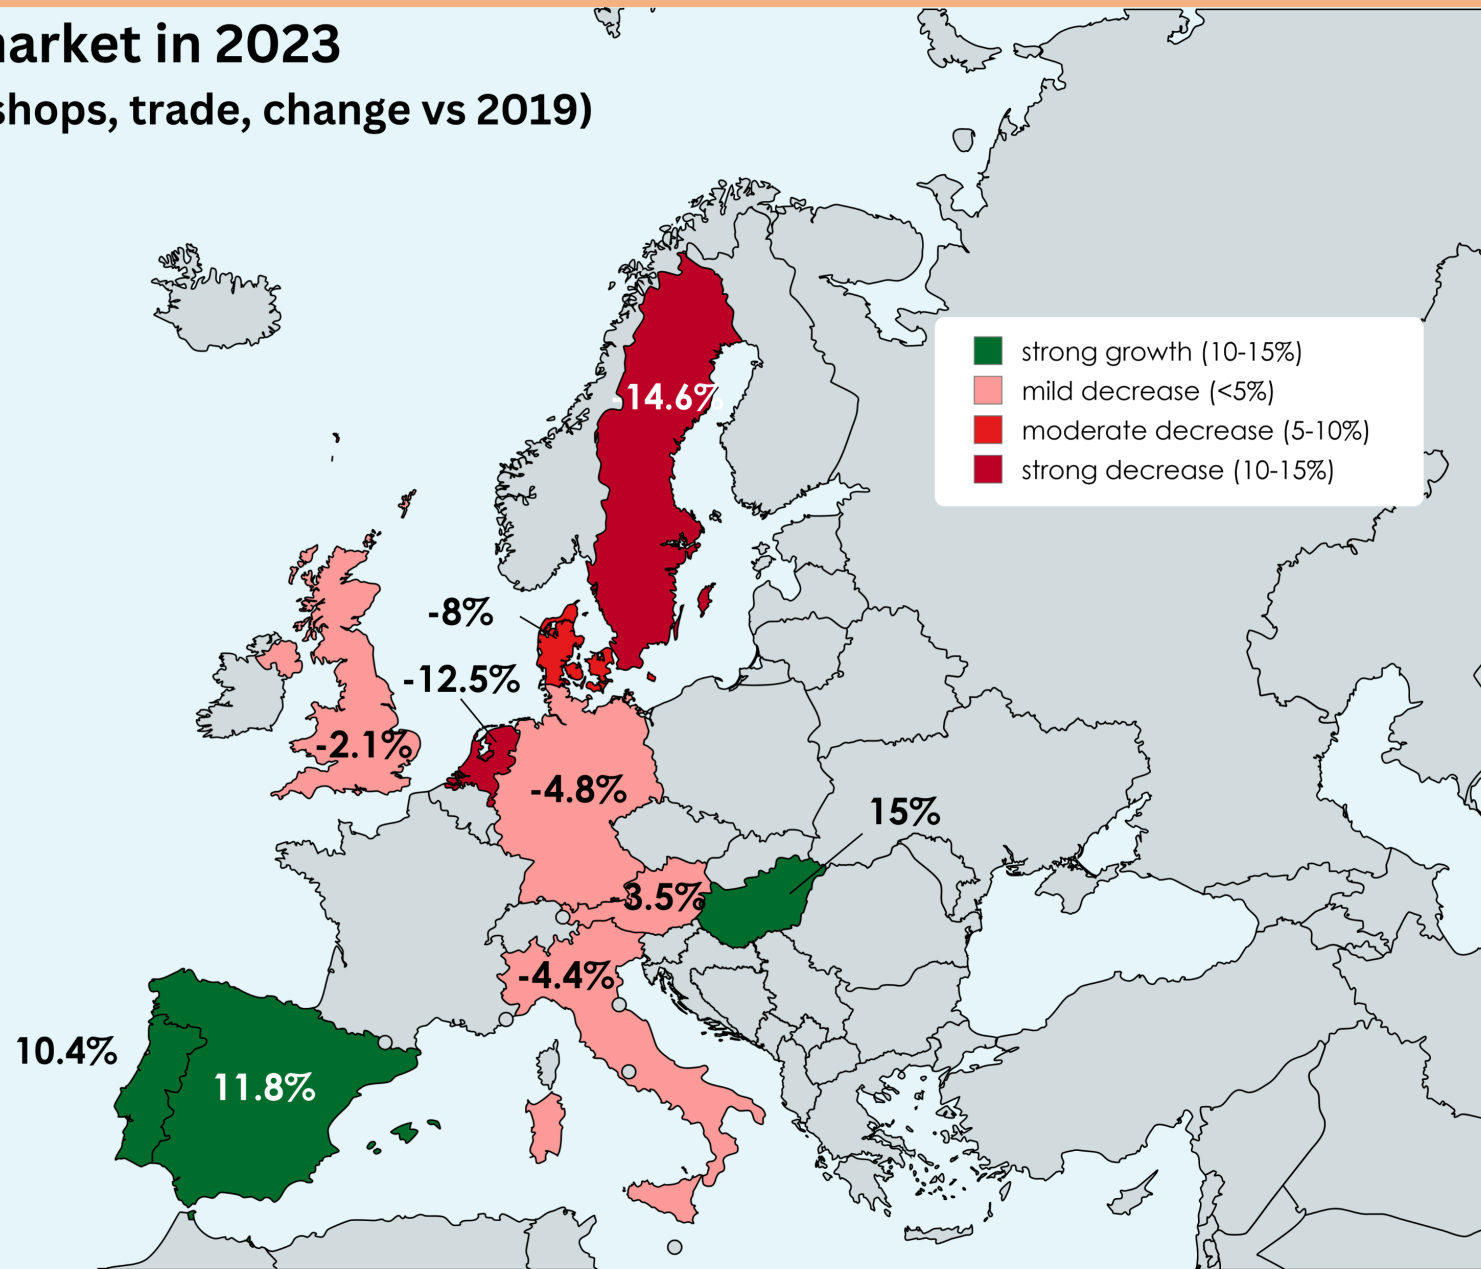 market in 2023
shops, trade, change vs 2019)
strong growth (10-15%)
mild decrease (<5%)
moderate decrease (5-10%)
strong decrease (10-15%)
-14.6%
-8%
-12.5%
-2.1%
-4.8%
15%
-3.5%
-4.4%
10.4%
11.8%